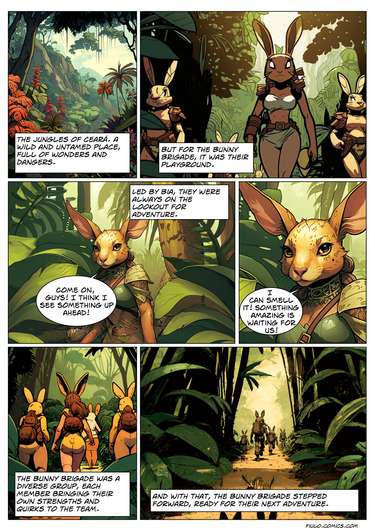 THE JUNGLES OF CEARÁ. A
WILD AND UNTAMED PLACE,
FULL OF WONDERS AND
DANGERS.
BUT FOR THE BUNNY
BRIGADE, IT WAS THEIR
PLAYGROUND.
LED BY BIA, THEY WERE
ALWAYS ON THE
LOOKOUT FOR
ADVENTURE.
COME ON,
GUYS! I THINK I
SEE SOMETHING UP
AHEAD!
I
CAN SMELL
IT! SOMETHING
AMAZING IS
WAITING FOR
US!
THE BUNNY BRIGADE WAS A
DIVERSE GROUP, EACH
MEMBER BRINGING THEIR
OWN STRENGTHS AND
QUIRKS TO THE TEAM.
AND WITH THAT, THE BUNNY BRIGADE STEPPED
FORWARD, READY FOR THEIR NEXT ADVENTURE.
FIULO-COMICS.COM